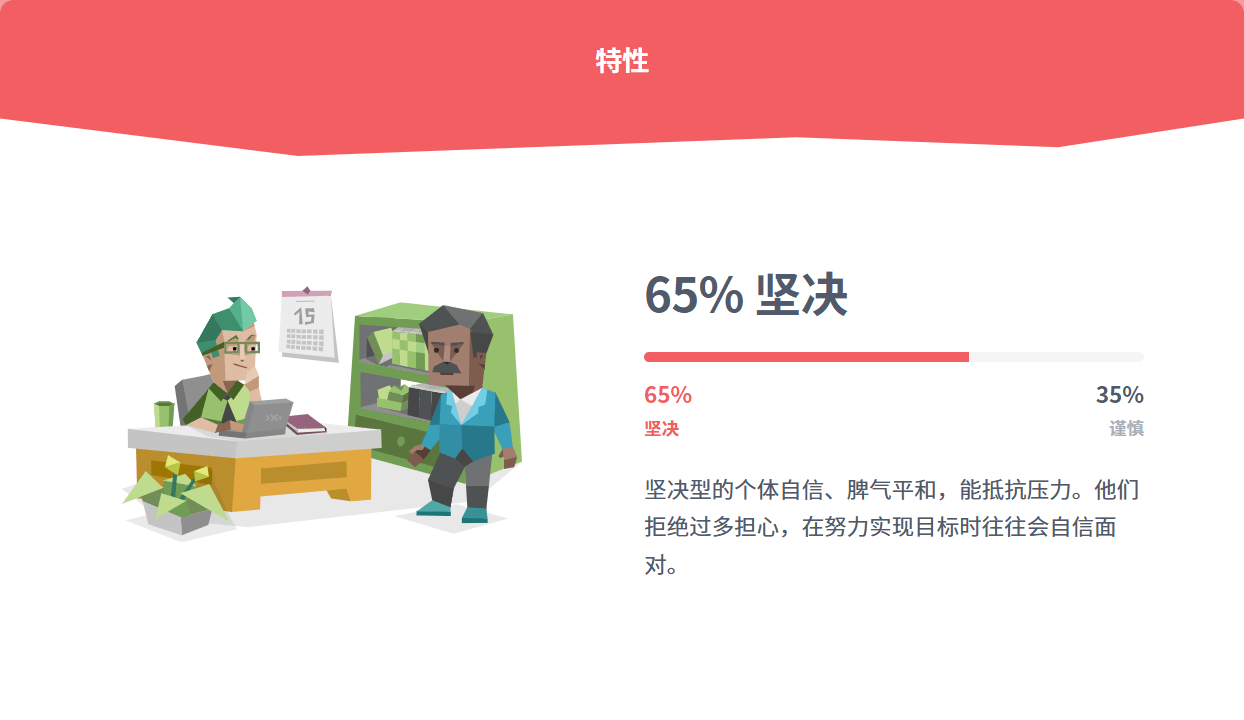 特性
15
65% 坚决
65%
35%
坚决
谨慎
坚决型的个体自信、脾气平和，能抵抗压力。他们
拒绝过多担心，在努力实现目标时往往会自信面
对。